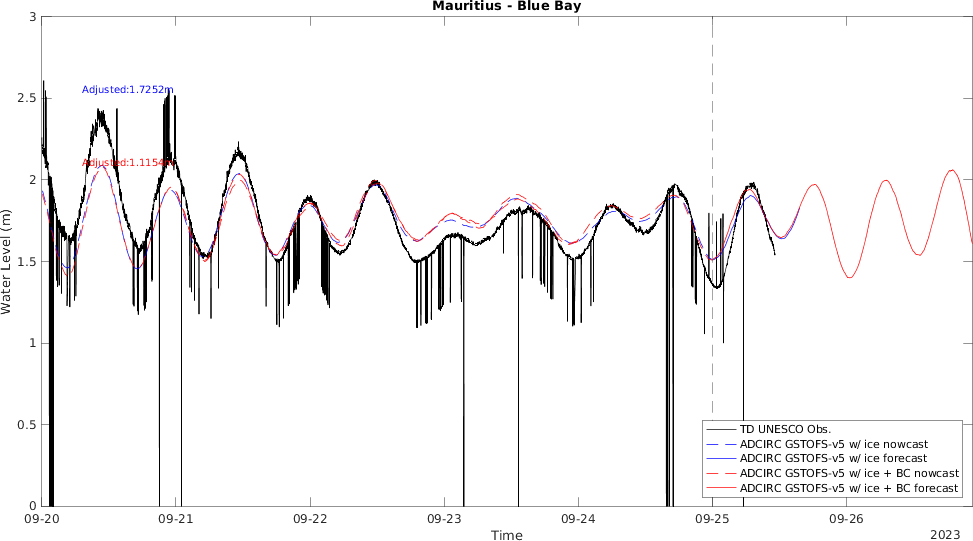 Mauritius - Blue Bay
3
2.5
2
1.5
1
0.5
0
Water Level (m)
Adjusted:1.7252m
Adjusted:1.1154m
TD UNESCO Obs.
ADCIRC GSTOFS-v5 w/ ice nowcast
ADCIRC GSTOFS-v5 w/ ice forecast
ADCIRC GSTOFS-v5 w/ ice + BC nowcast
ADCIRC GSTOFS-v5 w/ ice + BC forecast
09-20 09-21 09-22 09-23 09-24 09-25 09-26
Time
2023